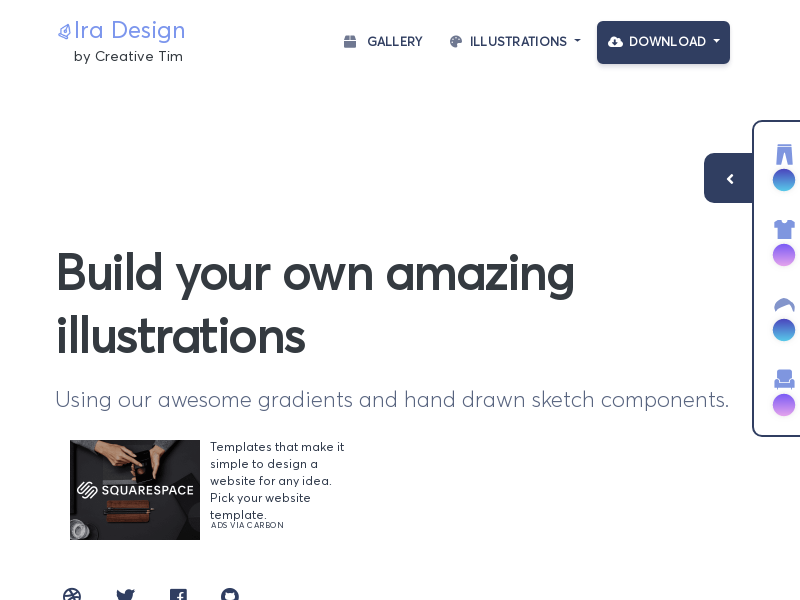 Ira Design
by Creative Tim
GALLERY
ILLUSTRATIONS
DOWNLOAD
Build your own amazing
illustrations
Using our awesome gradients and hand drawn sketch components.
SQUARESPACE
Templates that make it
simple to design a
website for any idea.
Pick your website
template.
ADS VIA CARBON